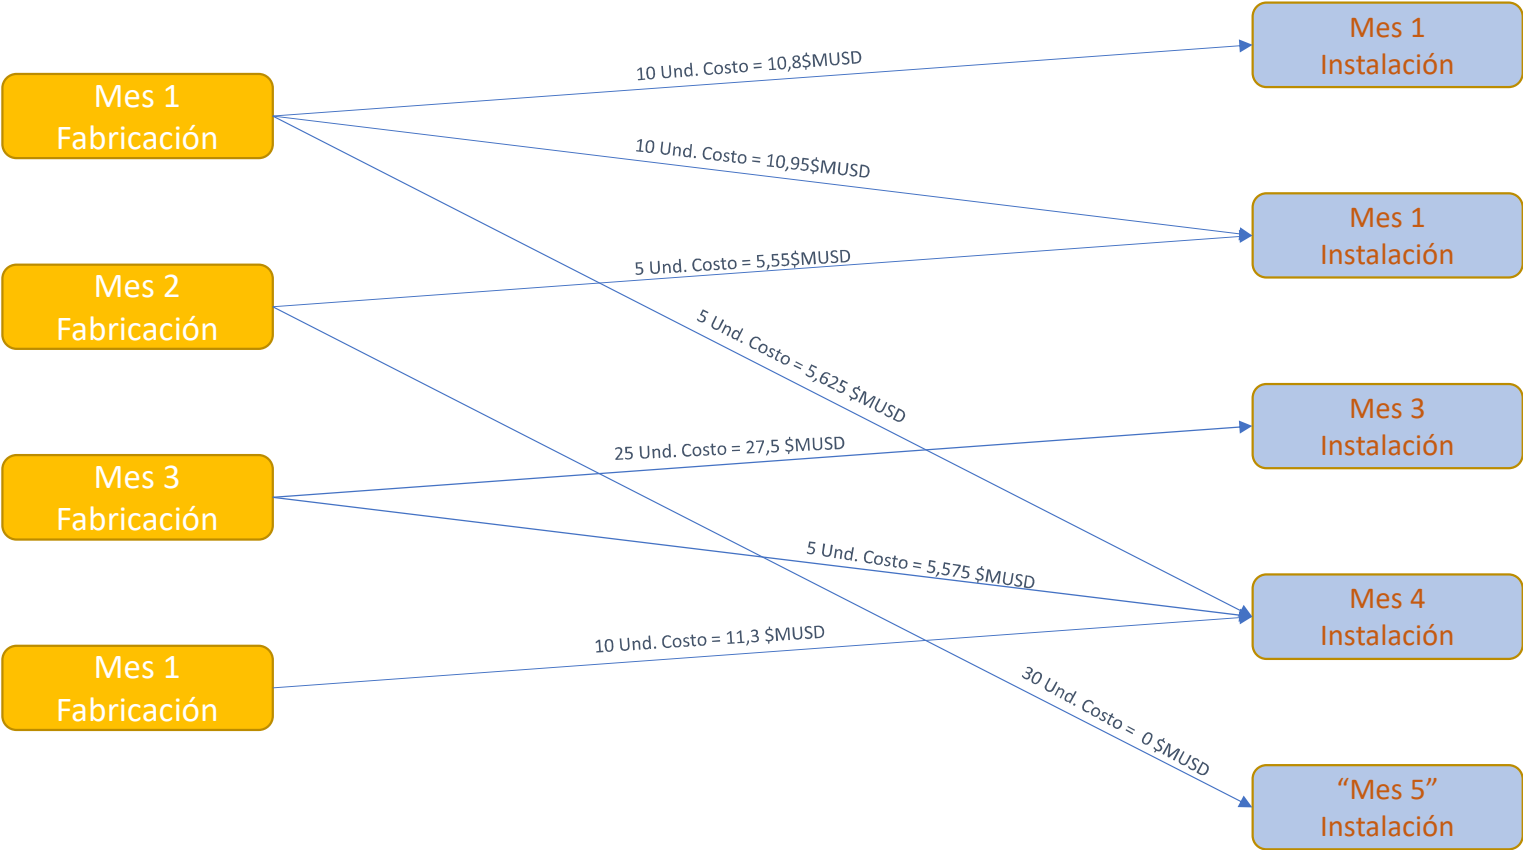 Mes 1
Fabricación
Mes 2
Fabricación
Mes 3
Fabricación
Mes 1
Fabricación
10 Und. Costo = 10,8$MUSD
10 Und. Costo = 10,95$MUSD
5 Und. Costo = 5,55$MUSD
5 Und. Costo = 5,625 $MUSD
25 Und. Costo = 27,5 $MUSD
5 Und. Costo = 5,575 $MUSD
10 Und. Costo = 11,3 $MUSD
30 Und. Costo =  0 $MUSD
Mes 1
Instalación
Mes 1
Instalación
Mes 3
Instalación
Mes 4
Instalación
“Mes 5”
Instalación